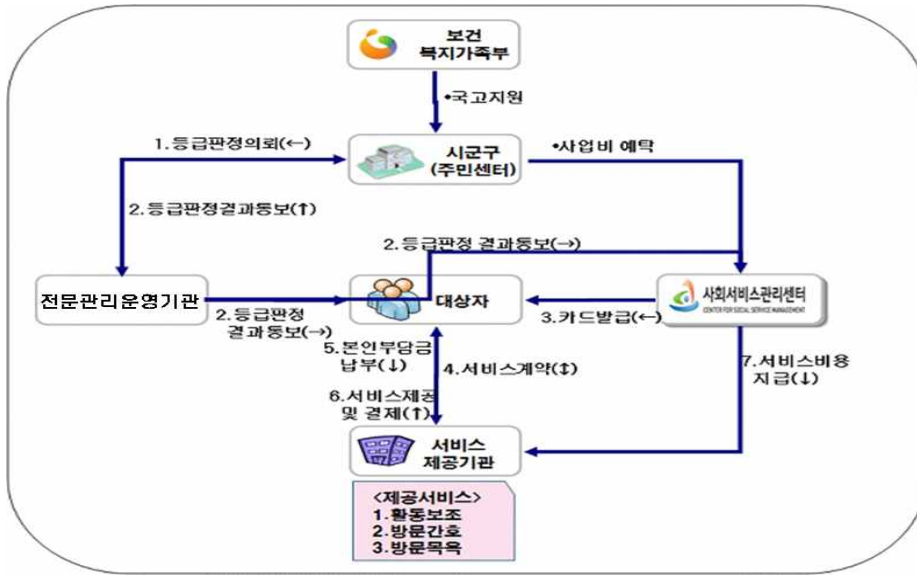 보건
복지가족부
•국고지원
1.등급판정의뢰(←)
시군구
(주민센터)
•사업비 예탁
2.등급판정결과통보(↑)
2.등급판정 결과통보(→)
전문관리운영기관
대상자
사회서비스관리센터
CENTER FOR SOCIAL SERVICE MANAGEMENT
2.등급판정
결과통보(→)
3.카드발급(←)
5.본인부담금
납부(↓)
4.서비스계약(↕)
7.서비스비용
지급(↓)
6.서비스제공
및 결제(↑)
서비스
제공기관
<제공서비스>
1.활동보조
2.방문간호
3.방문목욕